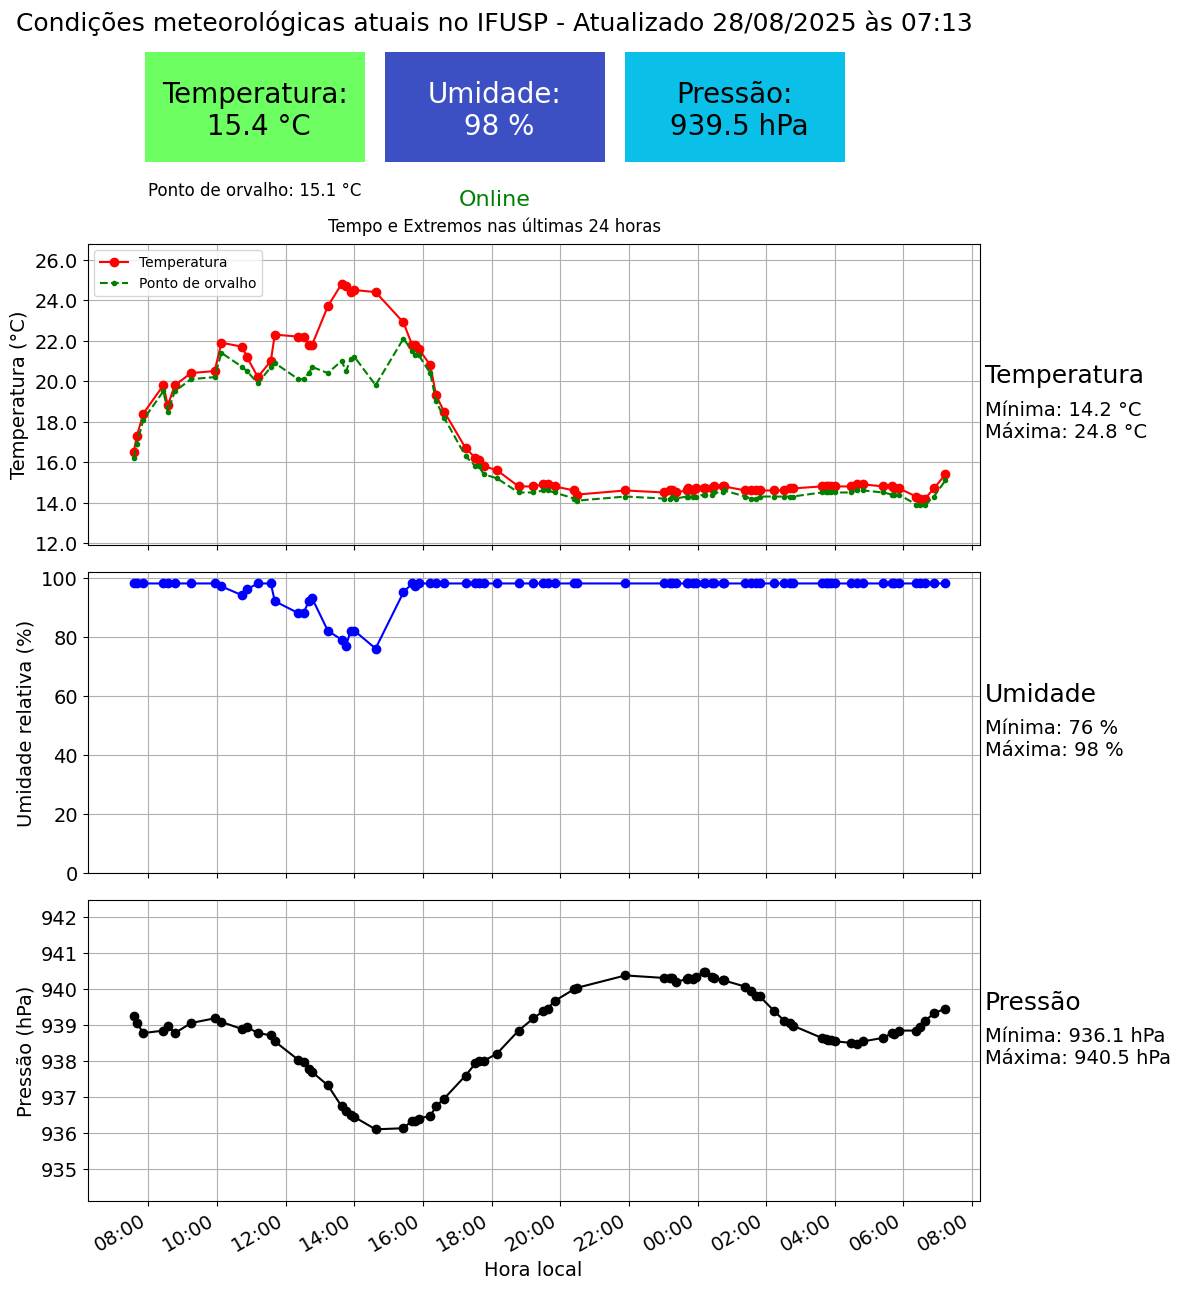 Condições meteorológicas atuais no IFUSP - Atualizado 28/08/2025 às 07:13
Temperatura:
15.4 °C
Umidade:
98 %
Pressão:
939.5 hPa
Ponto de orvalho: 15.1 °C
Online
Tempo e Extremos nas últimas 24 horas
Temperatura (°C)
26.0
24.0
22.0
20.0
18.0
16.0
14.0
12.0
Temperatura
Ponto de orvalho
Temperatura
Mínima: 14.2 °C
Máxima: 24.8 °C
Umidade relativa (%)
100
80
60
40
20
0
Umidade
Mínima: 76 %
Máxima: 98 %
Pressão (hPa)
942
941
940
939
938
937
936
935
Pressão
Mínima: 936.1 hPa
Máxima: 940.5 hPa
08:00
10:00
12:00
14:00
16:00
18:00
20:00
22:00
00:00
02:00
04:00
06:00
08:00
Hora local